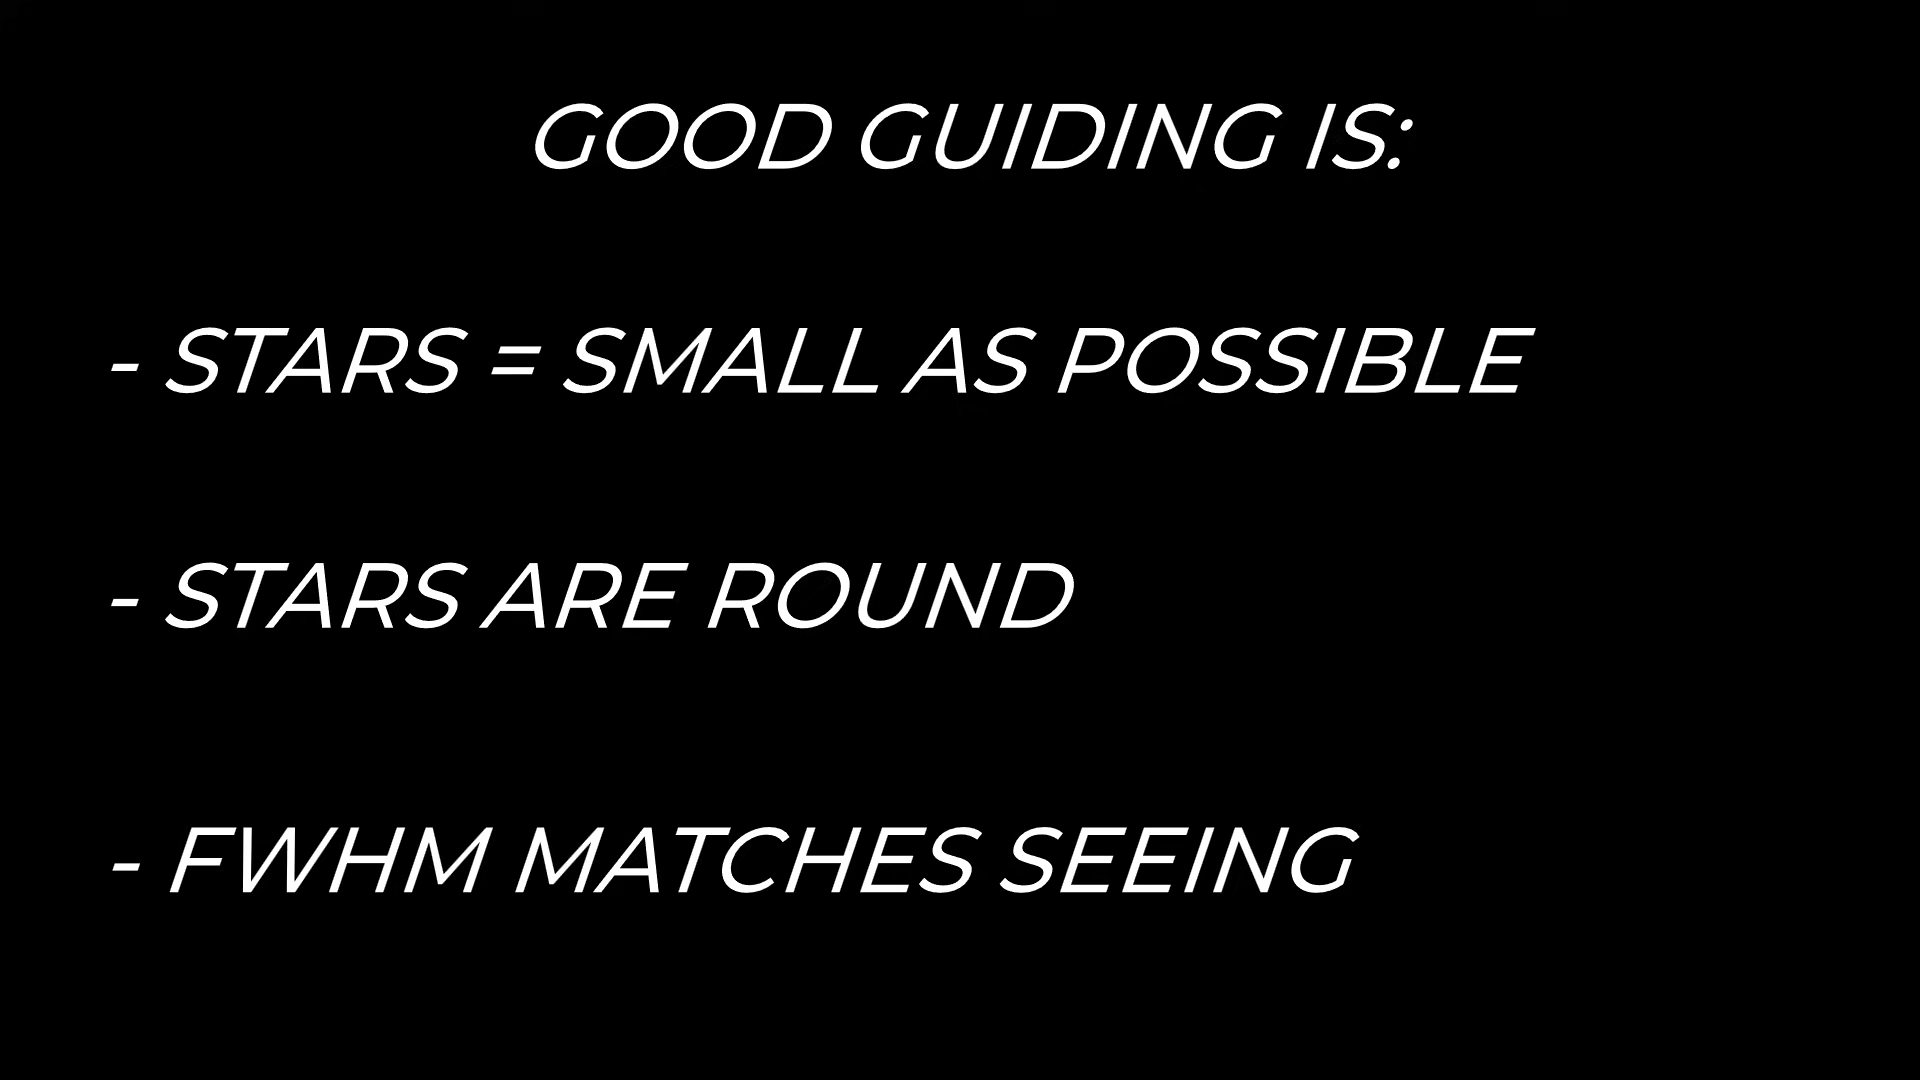 GOOD GUIDING IS:
- STARS = SMALL AS POSSIBLE
- STARS ARE ROUND
- FWHM MATCHES SEEING